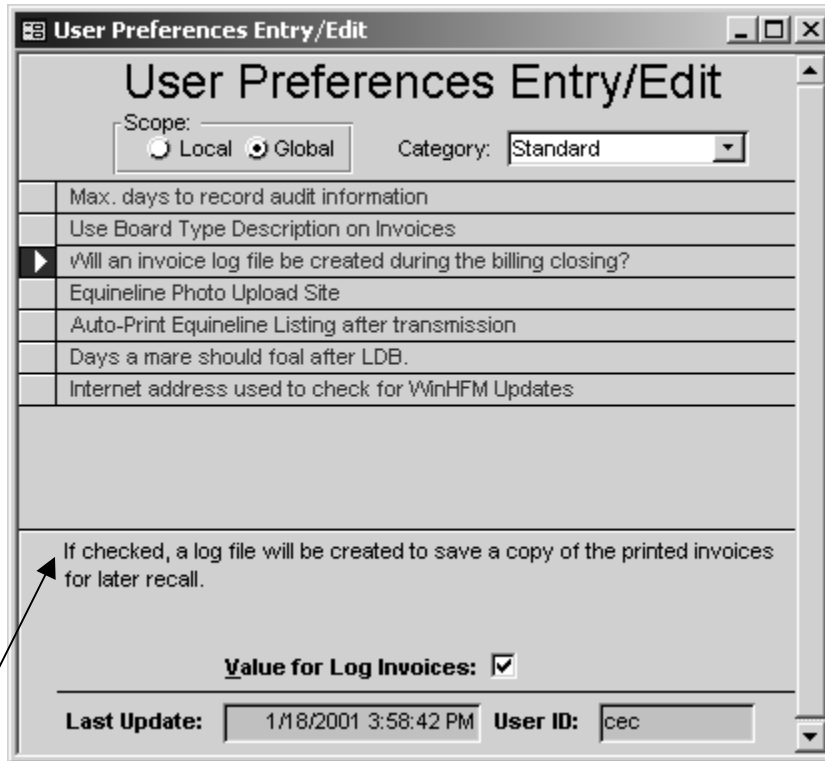 User Preferences Entry/Edit
User Preferences Entry/Edit
Scope:
Local Global Category: Standard
Max. days to record audit information
Use Board Type Description on Invoices
Will an invoice log file be created during the billing closing?
Equineline Photo Upload Site
Auto-Print Equineline Listing after transmission
Days a mare should foal after LDB.
Internet address used to check for WinHFM Updates
If checked, a log file will be created to save a copy of the printed invoices
for later recall.
Value for Log Invoices:
Last Update: 1/18/2001 3:58:42 PM User ID: cec